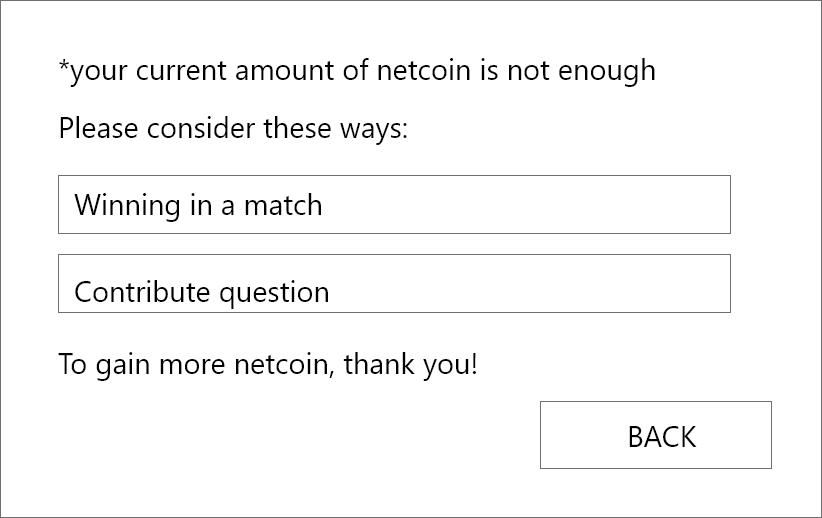 *your current amount of netcoin is not enough
Please consider these ways:
Winning in a match
Contribute question
To gain more netcoin, thank you!
BACK